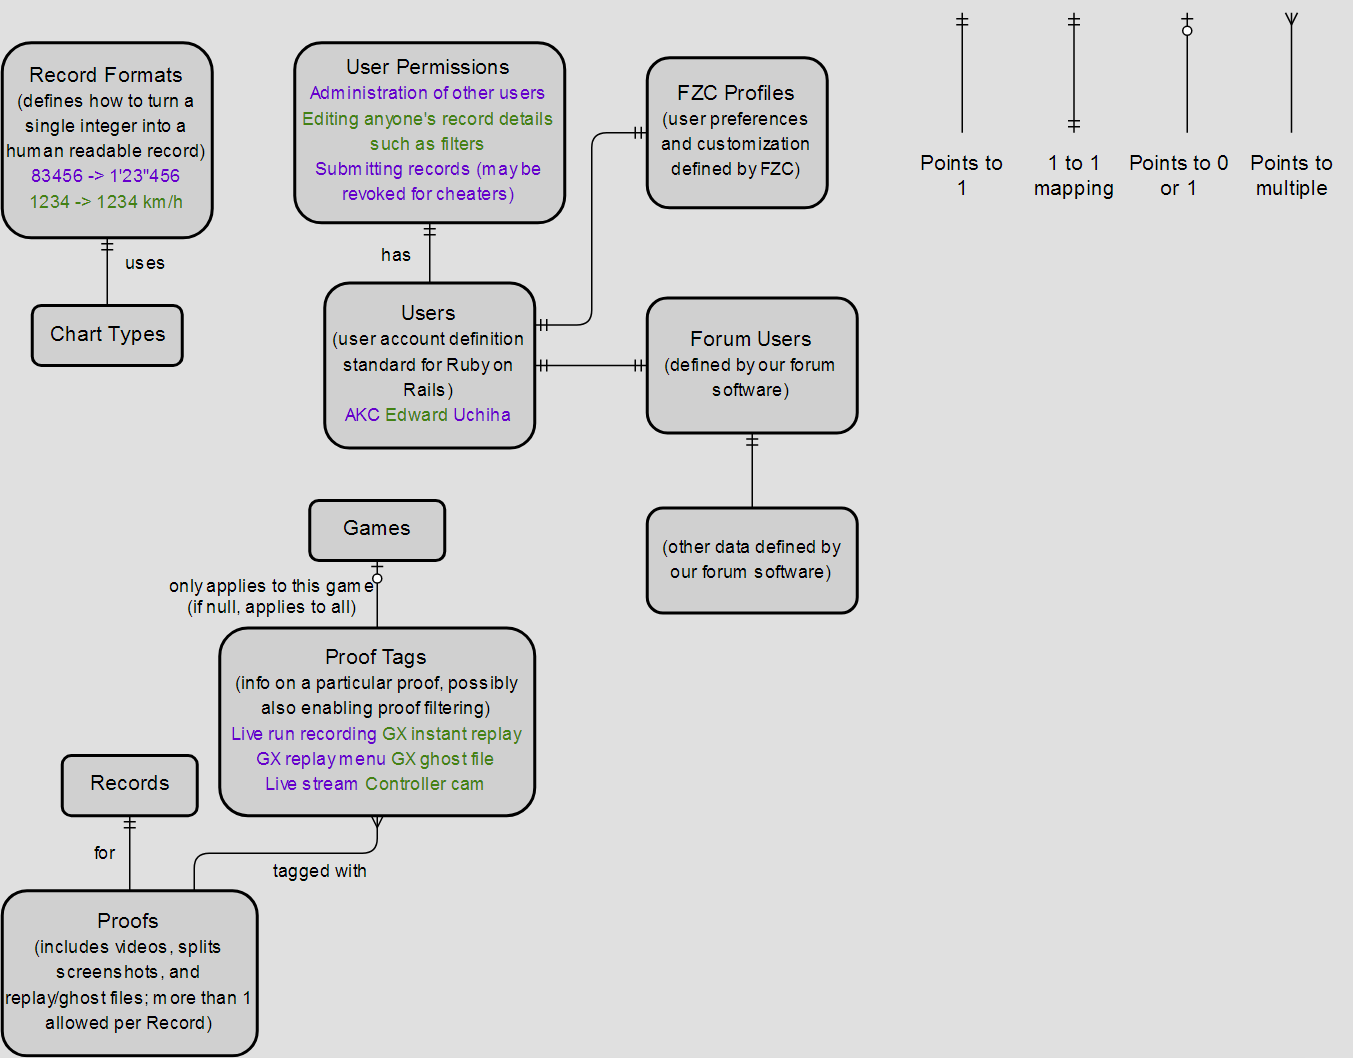 Record Formats
(defines how to turn a
single integer into a
human readable record)
83456 -> 1'23"456
1234 -> 1234 km/h
uses
Chart Types
User Permissions
Administration of other users
Editing anyone's record details
such as filters
Submitting records (may be
revoked for cheaters)
has
Users
(user account definition
standard for Ruby on
Rails)
AKC Edward Uchiha
FZC Profiles
(user preferences
and customization
defined by FZC)
Forum Users
(defined by our forum
software)
(other data defined by
our forum software)
Points to
1
1 to 1
mapping
Points to 0
or 1
Points to
multiple
Games
only applies to this game
(if null, applies to all)
Proof Tags
(info on a particular proof, possibly
also enabling proof filtering)
Live run recording GX instant replay
GX replay menu GX ghost file
Live stream Controller cam
tagged with
Records
for
Proofs
(includes videos, splits
screenshots, and
replay/ghost files; more than 1
allowed per Record)